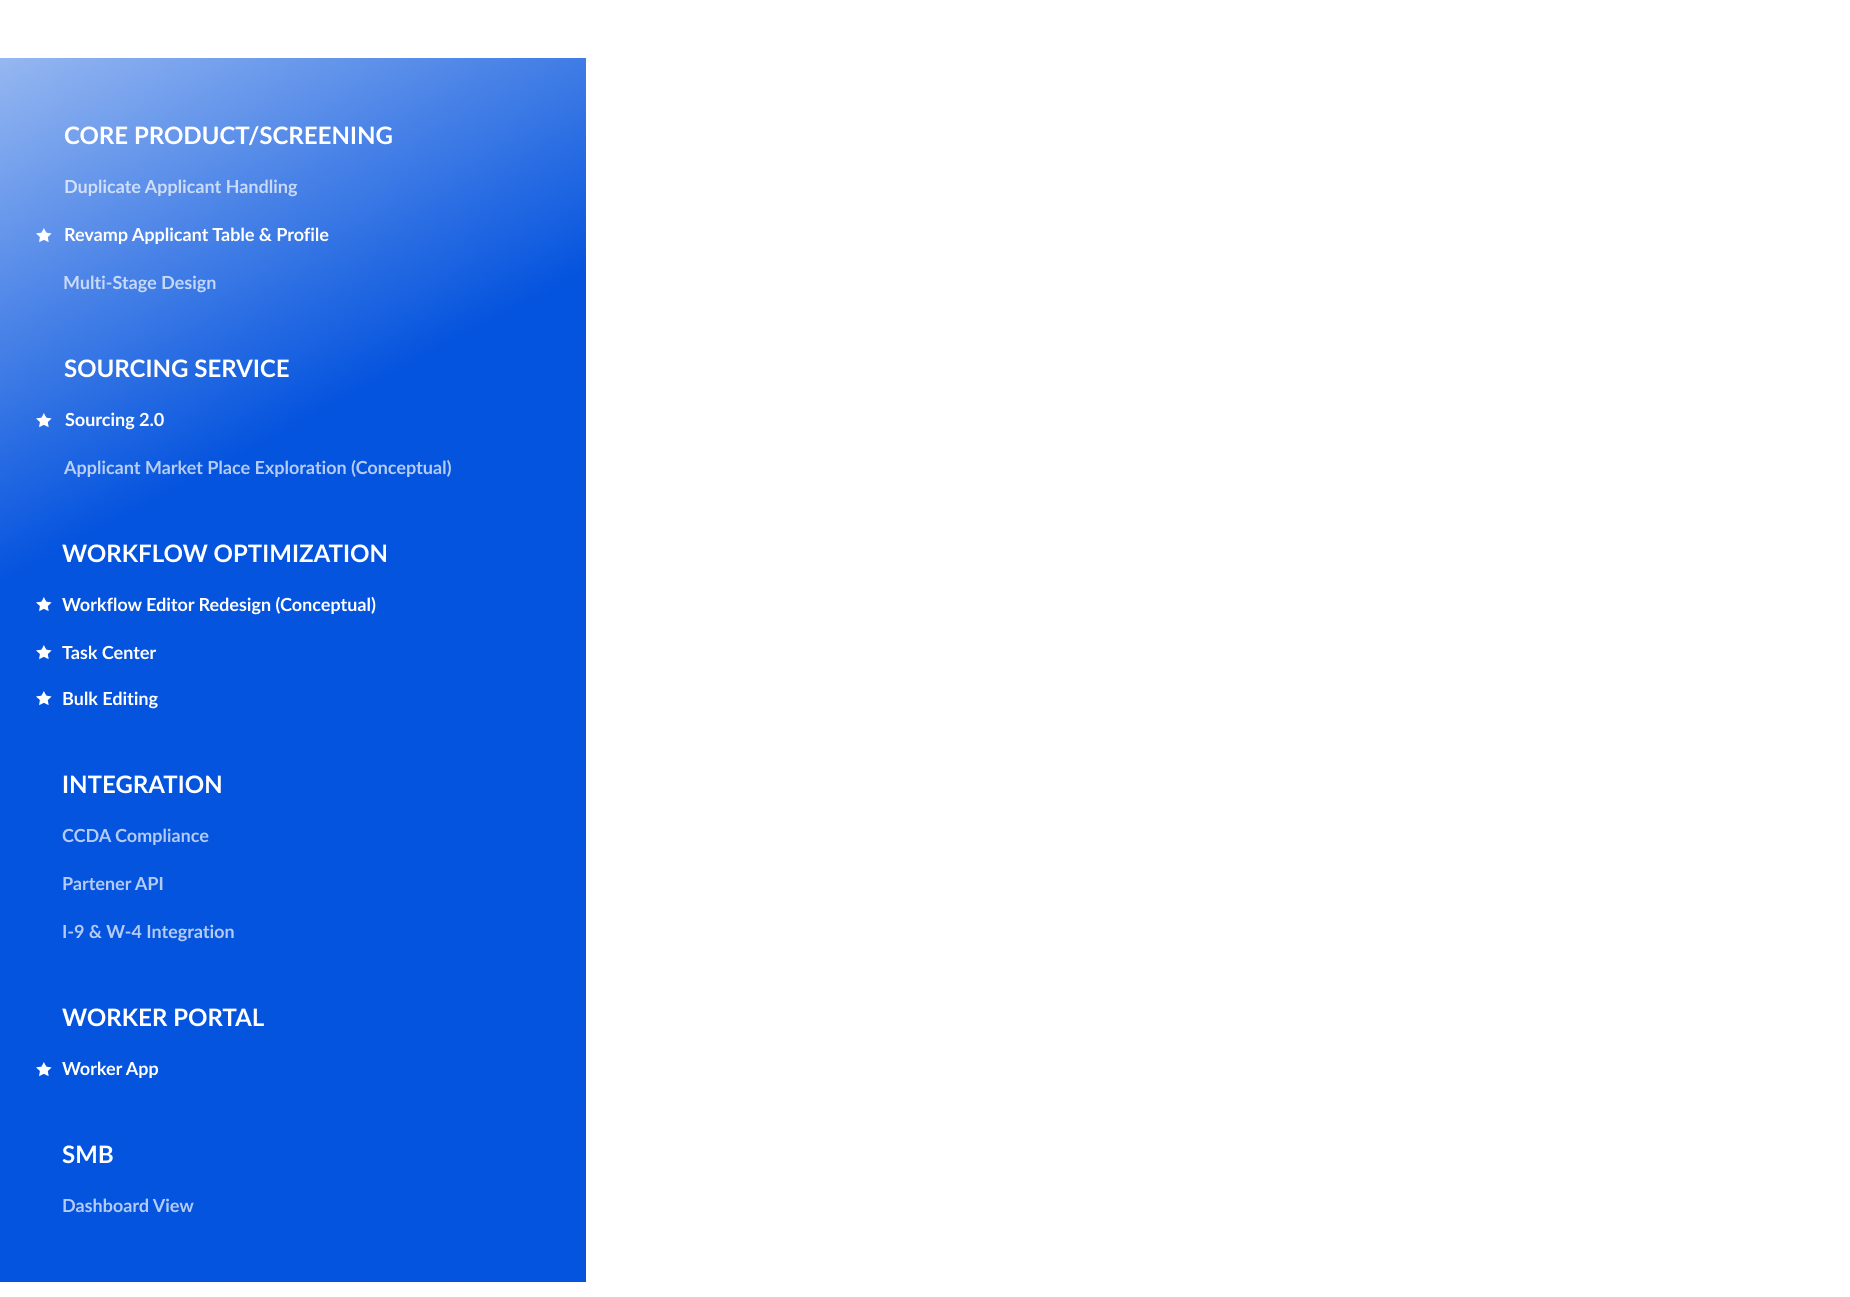 CORE PRODUCT/SCREENING
Duplicate Applicant Handling
Revamp Applicant Table & Profile
Multi-Stage Design
SOURCING SERVICE
Sourcing 2.0
Applicant Market Place Exploration (Conceptual)
WORKFLOW OPTIMIZATION
Workflow Editor Redesign (Conceptual)
Task Center
Bulk Editing
INTEGRATION
CCDA Compliance
Partener API
I-9 & W-4 Integration
WORKER PORTAL
Worker App
SMB
Dashboard View